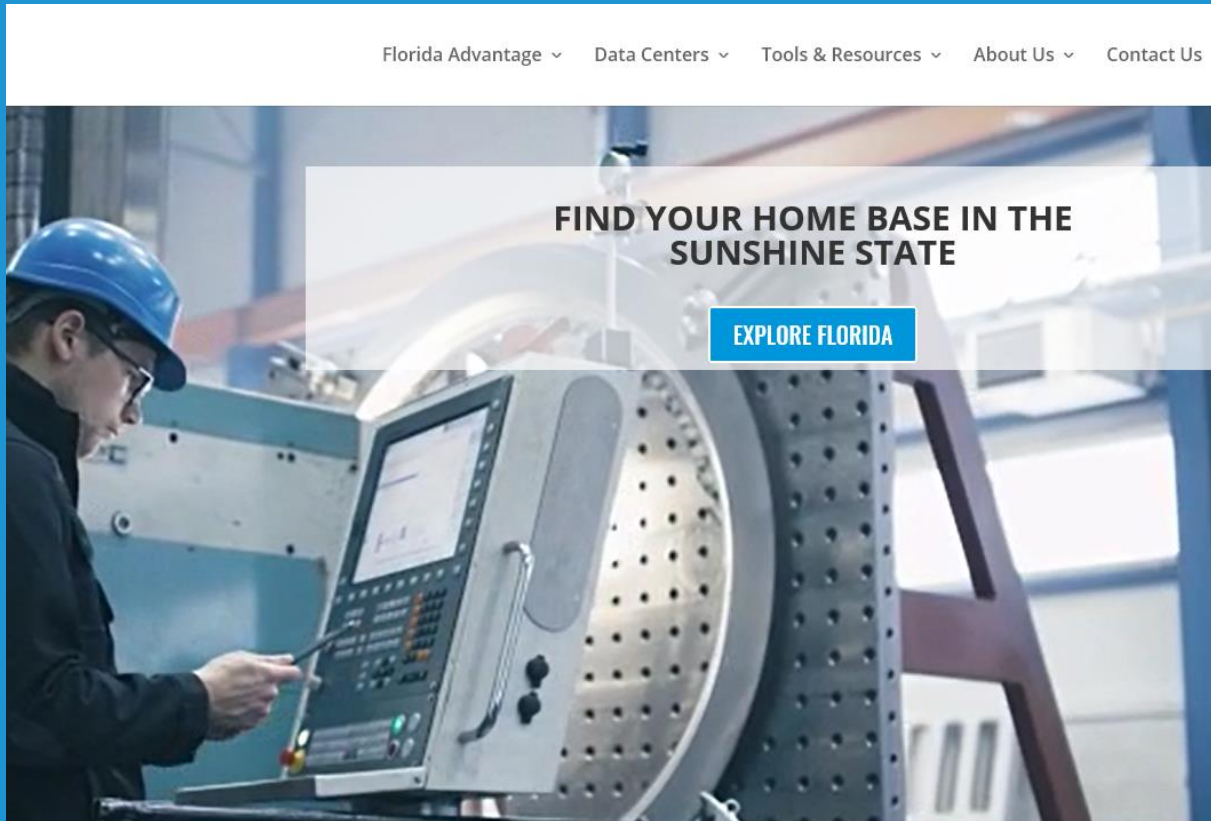 Florida Advantage Data Centers Tools & Resources About Us Contact Us
FIND YOUR HOME BASE IN THE
SUNSHINE STATE
EXPLORE FLORIDA